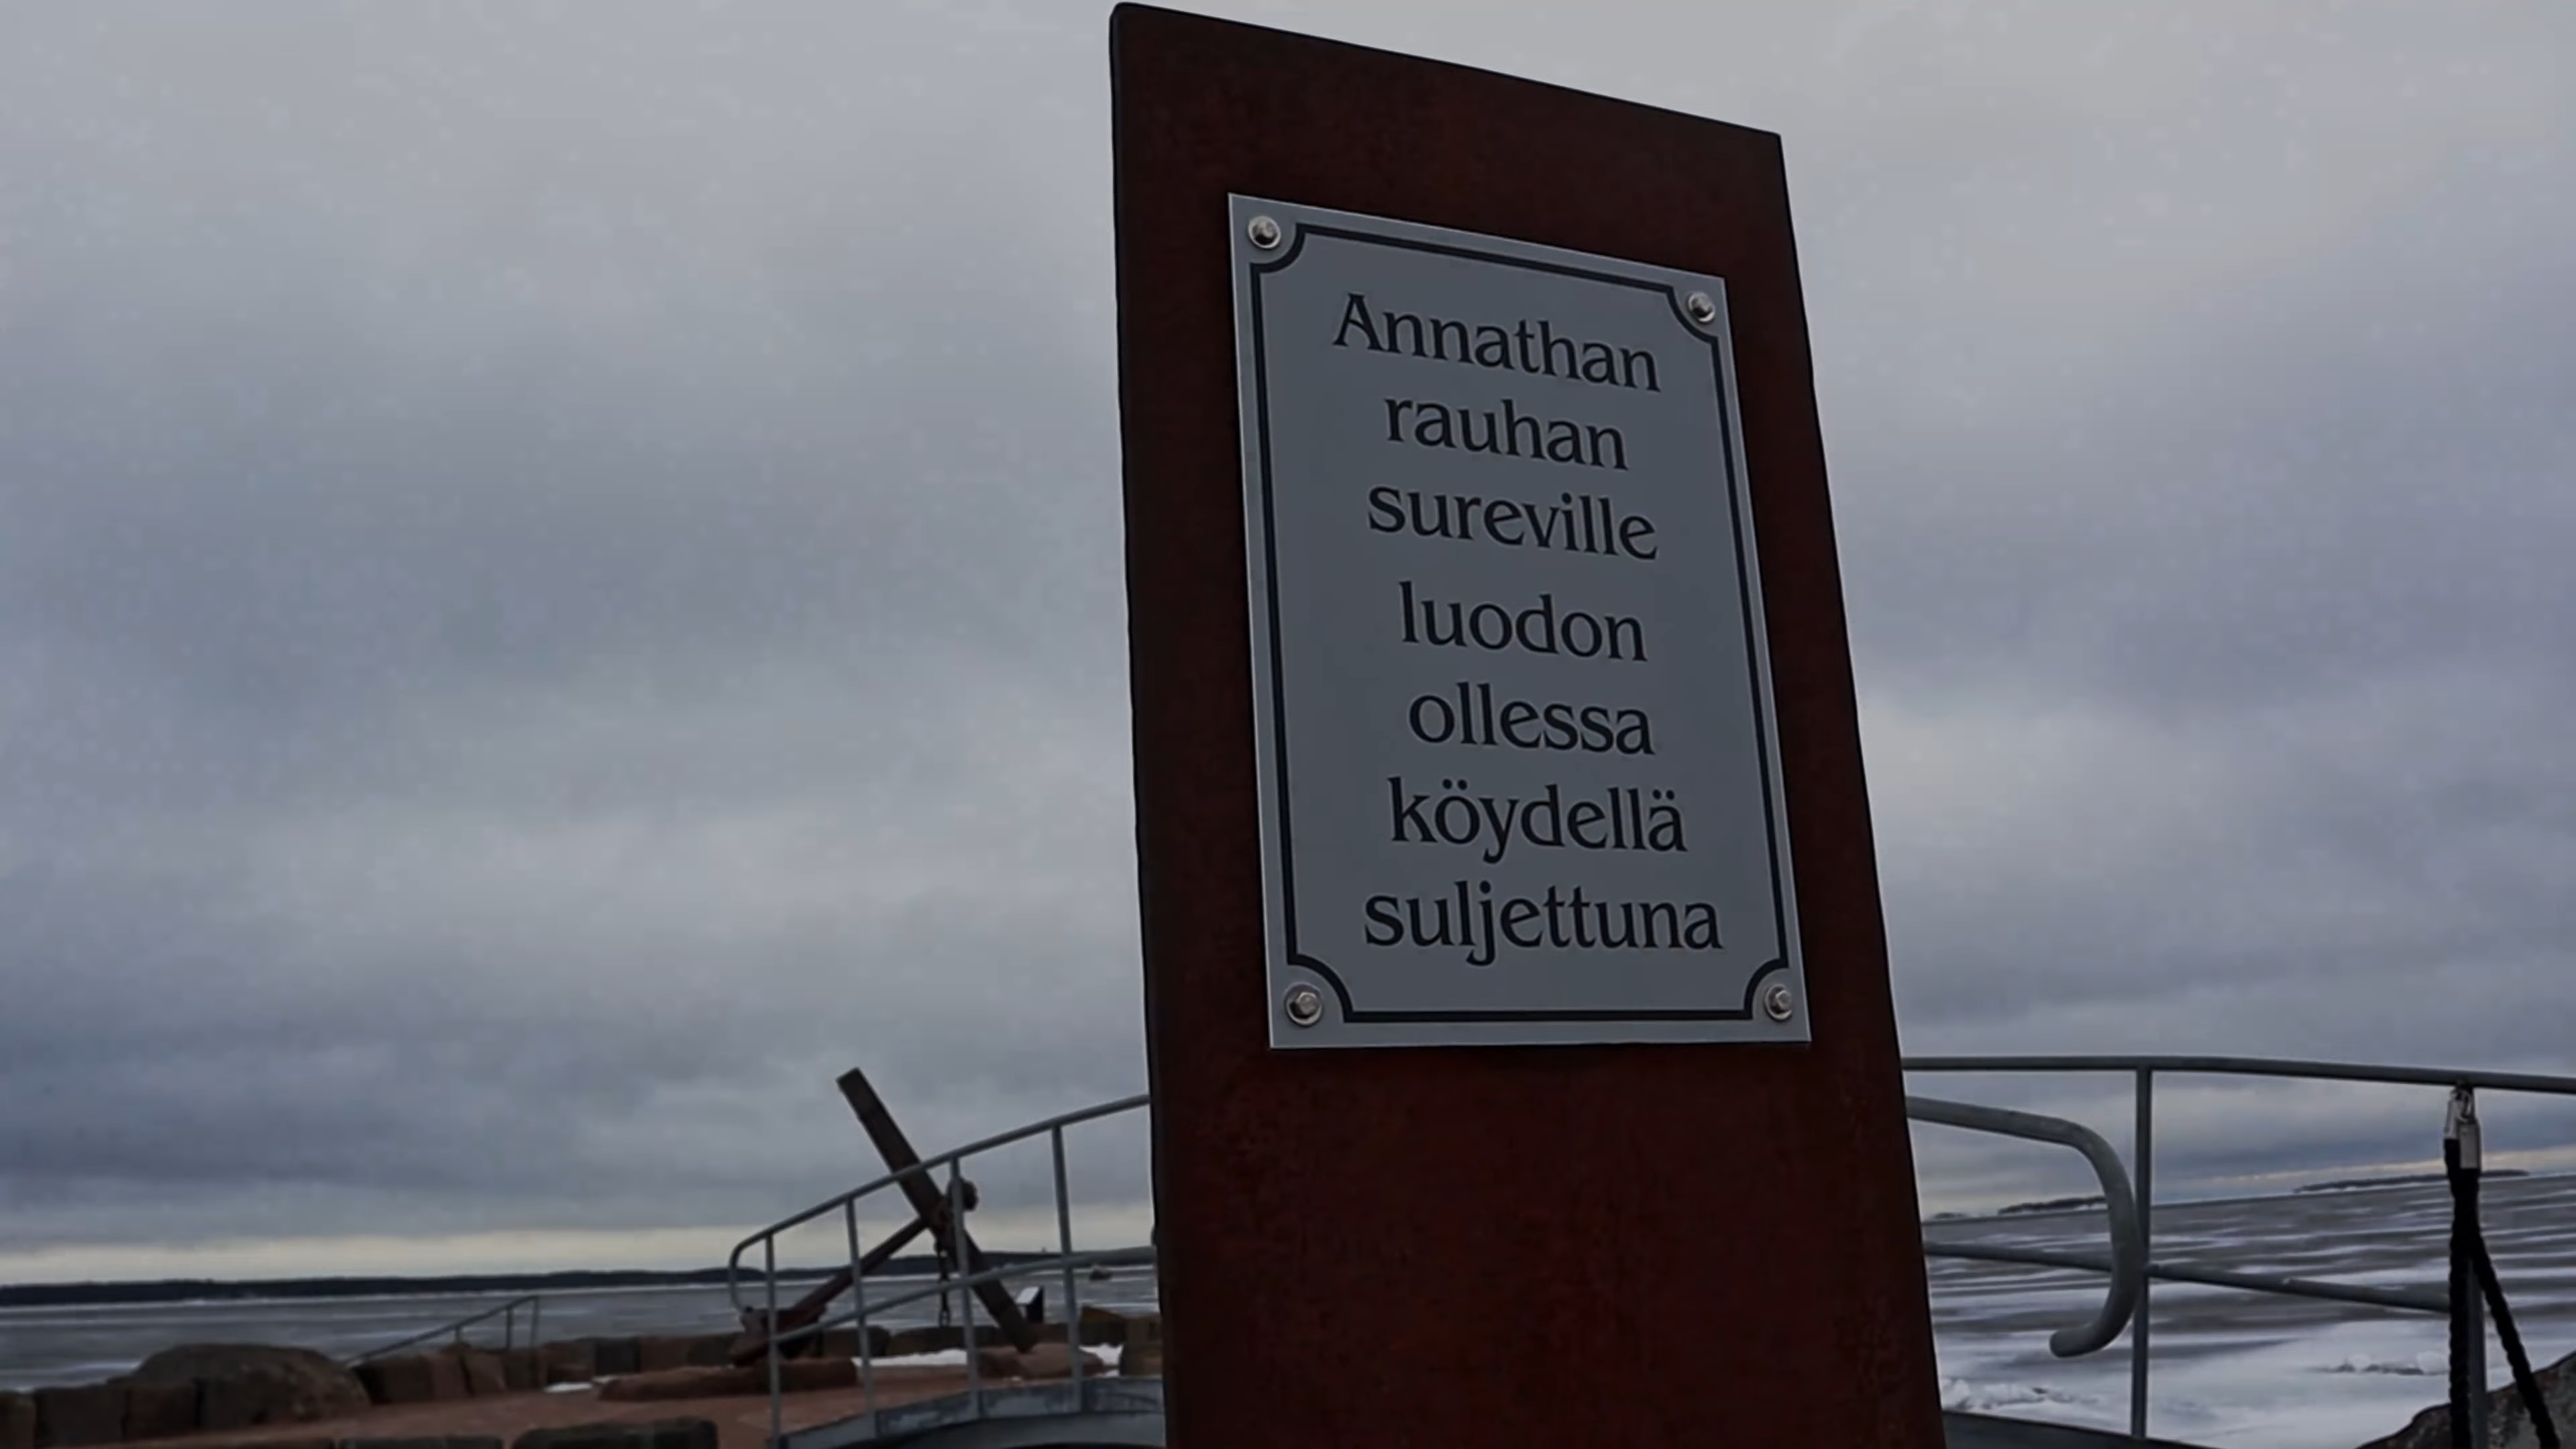 Annathan
rauhan
sureville
luodon
ollessa
köydellä
suljettuna